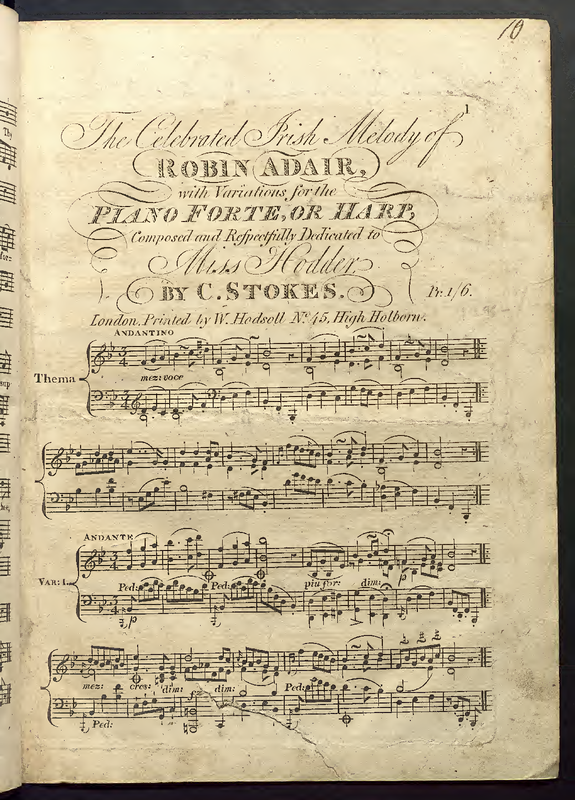 10
1
The Celebrated Irish Melody of
ROBIN ADAIR,
with Variations for the
PIANO FORTE, OR HARP,
Composed and Respectfully Dedicated to
Miss Hodder,
BY C. STOKES.
Pr. 1/6.
London. Printed by W. Hodsoll No. 45, High Holborn.
ANDANTINO
Thema
mez: voce
ANDANTE
VAR: 1.
Ped: Ped: piu for: dim: p
p
mez: cres: dim: dim: Ped: cres
Ped: